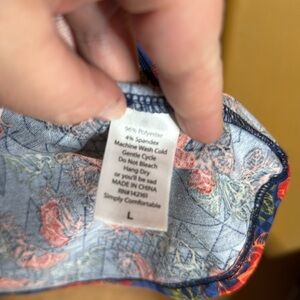 96% Polyester
4% Spandex
Machine Wash Cold
Gentle Cycle
Do Not Bleach
Hang Dry
or you'll be sad
MADE IN CHINA
RN#142369
Simply Comfortable
L